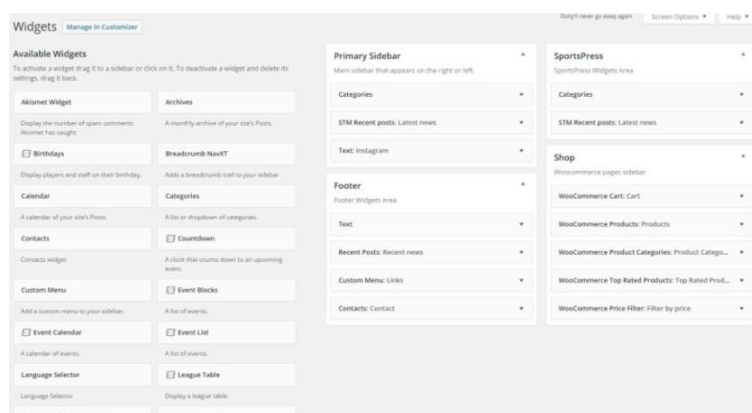 Dolly'll never go away again
Screen Options ▼
Help ▼
Widgets
Manage in Customizer
Available Widgets
To activate a widget drag it to a sidebar or click on it. To deactivate a widget and delete its
settings, drag it back.
Akismet Widget
Archives
Display the number of spam comments
Akismet has caught
A monthly archive of your site's Posts.
Birthdays
Breadcrumb NavXT
Display players and staff on their birthday.
Adds a breadcrumb trail to your sidebar
Calendar
Categories
A calendar of your site's Posts.
A list or dropdown of categories.
Contacts
Countdown
Contacts widget
A clock that counts down to an upcoming
event.
Custom Menu
Event Blocks
Add a custom menu to your sidebar.
A list of events.
Event Calendar
Event List
A calendar of events.
A list of events.
Language Selector
League Table
Language Selector
Display a league table.
Primary Sidebar
Main sidebar that appears on the right or left.
Categories
STM Recent posts: Latest news
Text: Instagram
Footer
Footer Widgets Area
Text
Recent Posts: Recent news
Custom Menu: Links
Contacts: Contact
SportsPress
SportsPress Widgets Area
Categories
STM Recent posts: Latest news
Shop
Woocommerce pages sidebar
WooCommerce Cart: Cart
WooCommerce Products: Products
WooCommerce Product Categories: Product Catego...
WooCommerce Top Rated Products: Top Rated Prod...
WooCommerce Price Filter: Filter by price